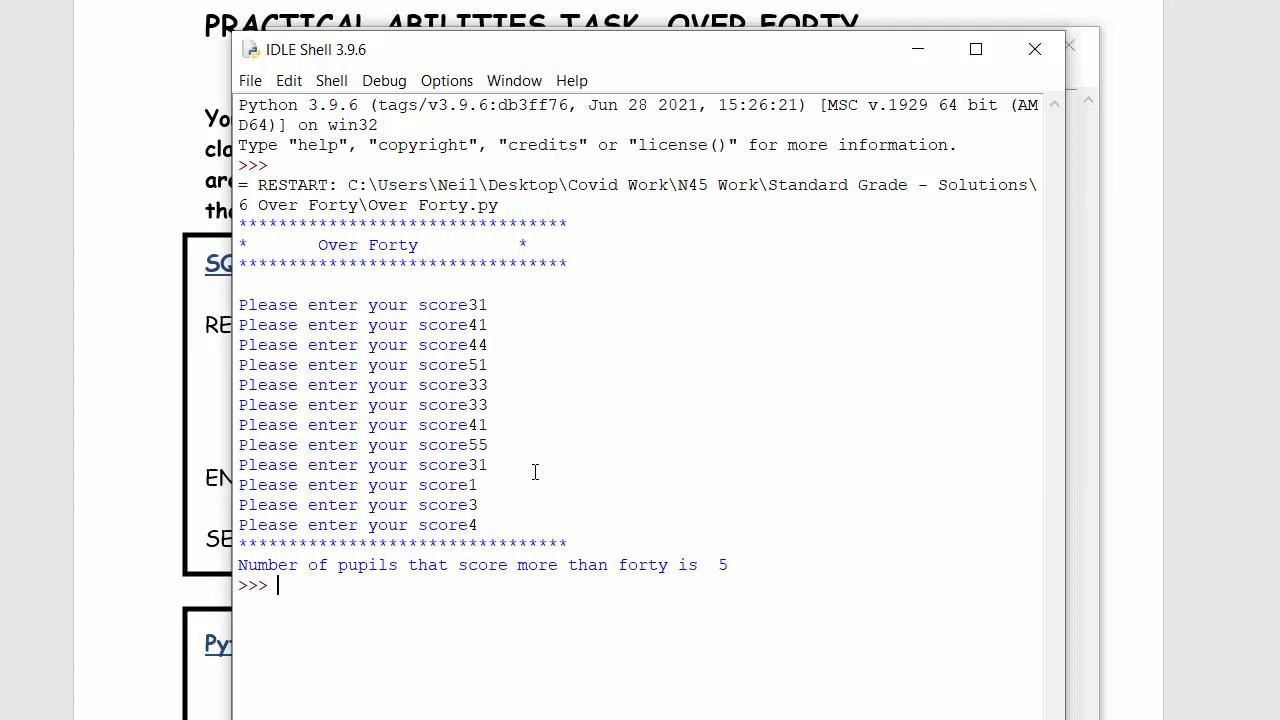 PRACTICAL ABILITIES TASK OVER FORTY
IDLE Shell 3.9.6
File Edit Shell Debug Options Window Help
Python 3.9.6 (tags/v3.9.6:db3ff76, Jun 28 2021, 15:26:21) [MSC v.1929 64 bit (AM
D64)] on win32
Type "help", "copyright", "credits" or "license()" for more information.
>>>
= RESTART: C:\Users\Neil\Desktop\Covid Work\N45 Work\Standard Grade - Solutions\
6 Over Forty\Over Forty.py
*********************************
* Over Forty *
*********************************
Please enter your score31
Please enter your score41
Please enter your score44
Please enter your score51
Please enter your score33
Please enter your score33
Please enter your score41
Please enter your score55
Please enter your score31
Please enter your score1
Please enter your score3
Please enter your score4
*********************************
Number of pupils that score more than forty is 5
>>>